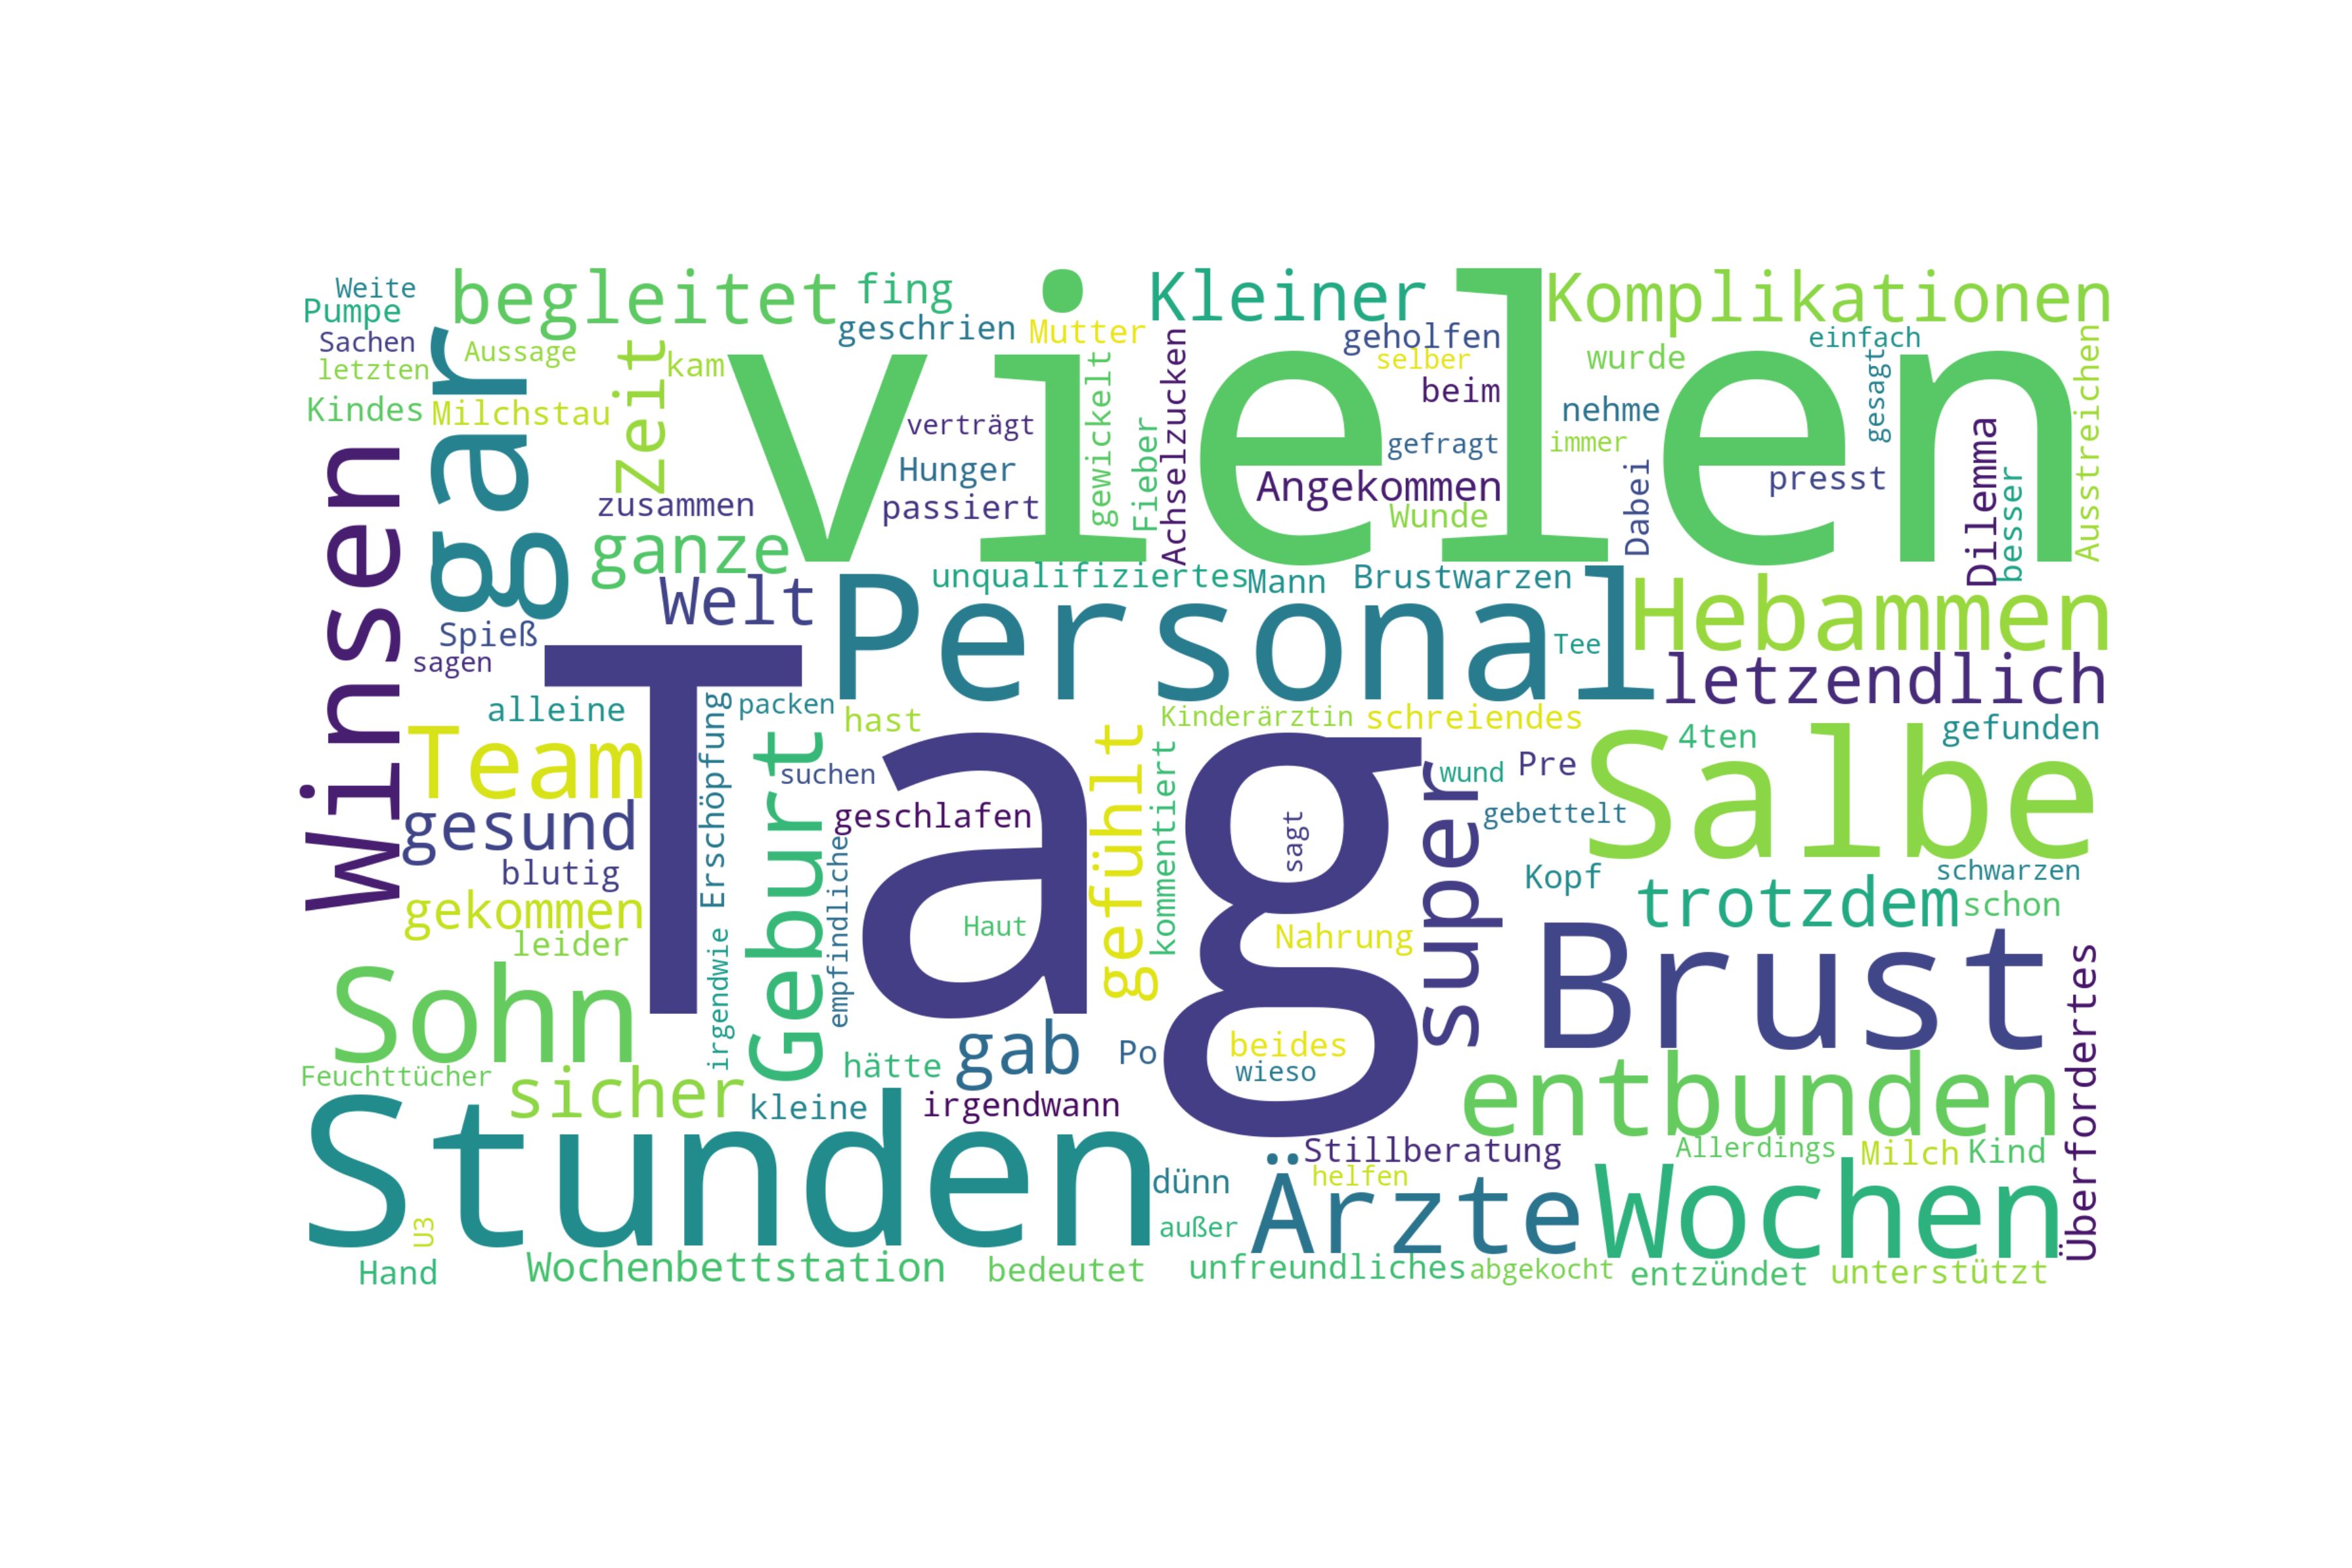 Weite
Pumpe
Sachen
letzten
Kindes
begleitet
fing
geschrien
Mutter
Kleiner
geholfen
selber
beim
Komplikationen
einfach
wurde
Aussage
Milchstau
gar
Zeit
kam
vielen
verträgt
Hunger
passiert
gewickelt
Fieber
Achselzucken
gefragt
Angekommen
Wunde
nehme
immer
Dabei
gesagt
presst
Dilemma
besser
Austreichen
Winsen
zusammen
ganze
Welt
Spieß
sagen
unqualifiziertes
Mann
Brustwarzen
Personal
Tee
Hebammen
letzendlich
alleine
Team
gesund
blutig
gekommen
leider
Tag
Erschöpfung
irgendwie
packen
hast
suchen
Geburt
geschlafen
empfindliche
Haut
gefühlt
kommentiert
Kinderärztin
schreiendes
sagt
Nahrung
super
wund
Pre
gebettelt
Kopf
4ten
gefunden
Salbe
schwarzen
trotzdem
schon
Brust
Überfordertes
Sohn
Feuchttücher
sicher
hätte
gab
Po
beides
wieso
kleine
irgendwann
entbunden
Stunden
Stillberatung
helfen
Allerdings
Milch
Kind
dünn
außer
Ärzte
Wochen
U3
Hand
Wochenbettstation
bedeutet
unfreundliches
abgekocht
entzündet
unterstützt